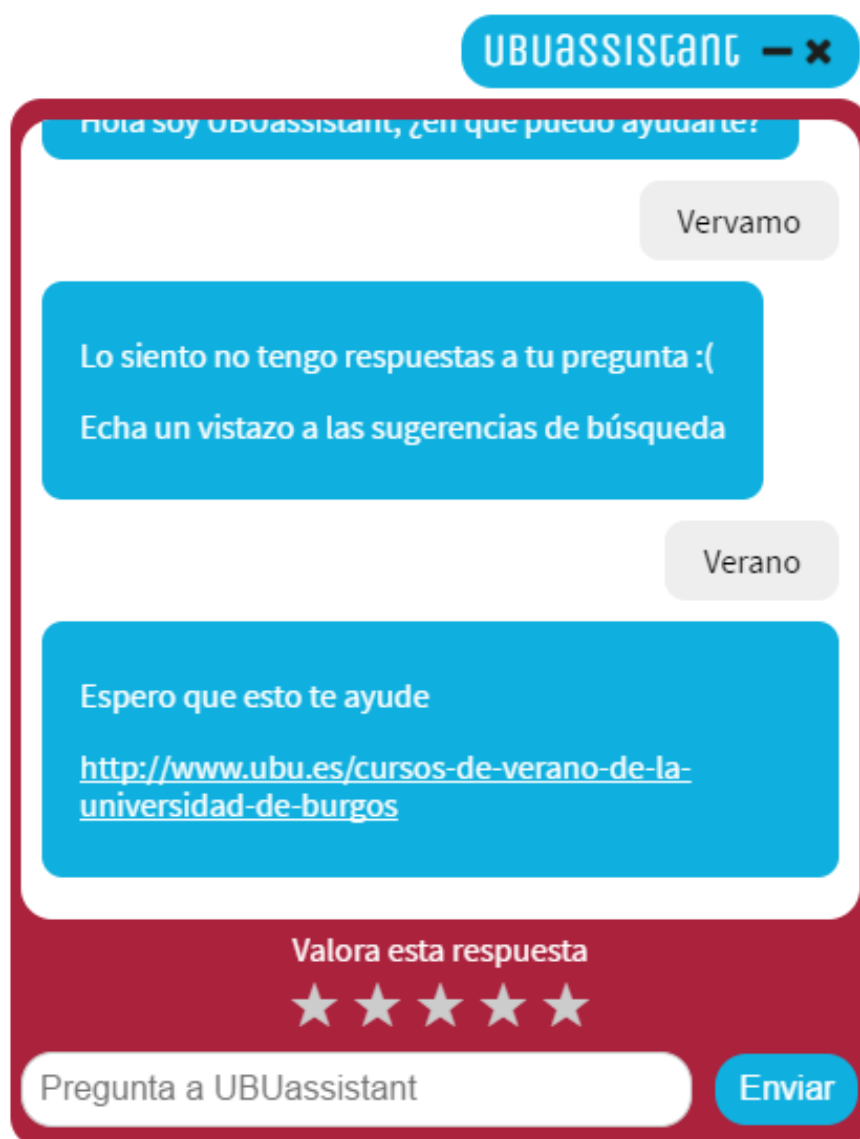 UBUassistant
Hola soy UBUassistant, ¿en qué puedo ayudarte?
Vervamo
Lo siento no tengo respuestas a tu pregunta :(
Echa un vistazo a las sugerencias de búsqueda
Verano
Espero que esto te ayude
http://www.ubu.es/cursos-de-verano-de-la-
universidad-de-burgos
Valora esta respuesta
Pregunta a UBUassistant
Enviar